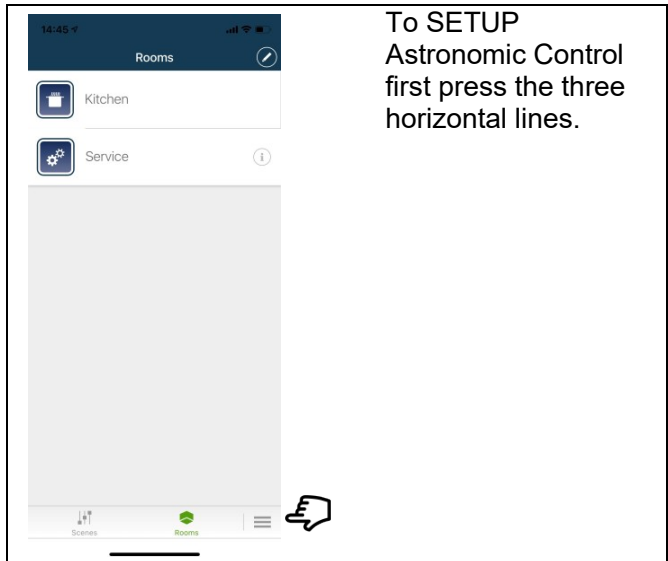 14:45
Rooms
Kitchen
Service
i
Scenes
Rooms
To SETUP
Astronomic Control
first press the three
horizontal lines.